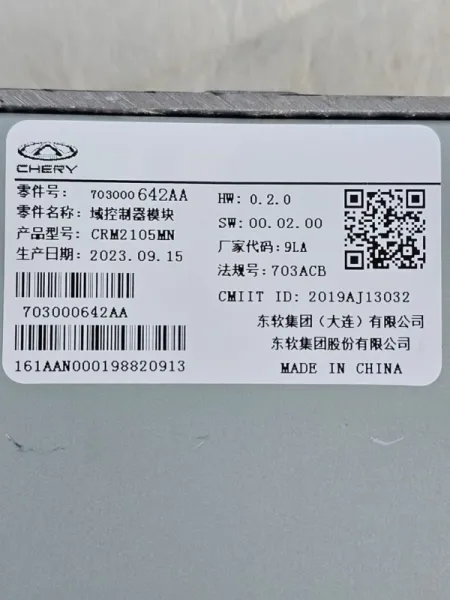 CHERY
零件号: 703000642AA
零件名称: 域控制器模块
产品型号: CRM2105MN
生产日期: 2023.09.15
703000642AA
161AAN000198820913
HW: 0.2.0
SW: 00.02.00
厂家代码: 9LA
法规号: 703ACB
CMIIT ID: 2019AJ13032
东软集团（大连）有限公司
东软集团股份有限公司
MADE IN CHINA